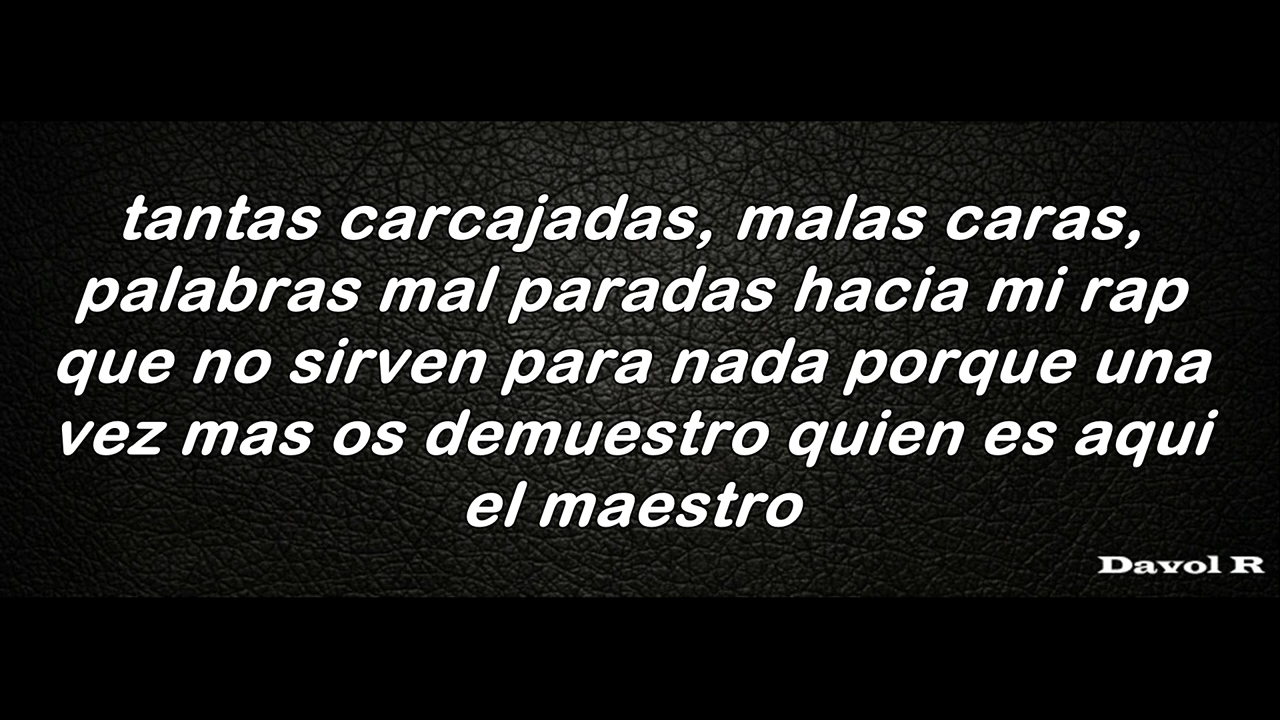 tantas carcajadas, malas caras,
palabras mal paradas hacia mi rap
que no sirven para nada porque una
vez mas os demuestro quien es aqui
el maestro
Davol R